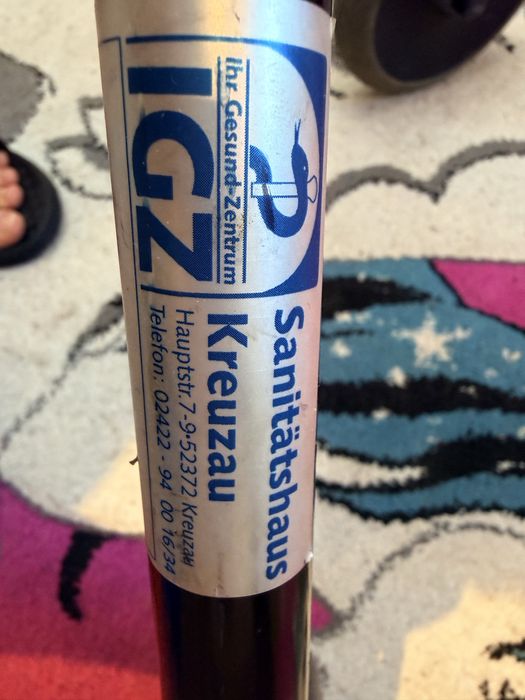 Ihr Gesund-Zentrum
IGZ
Sanitätshaus
Kreuzau
Hauptstr. 7-9·52372 Kreuzau
Telefon: 02422 - 94 00 16/34